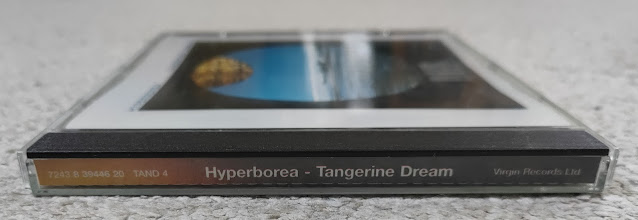 7243 8 39446 20 TAND 4 Hyperborea - Tangerine Dream Virgin Records Ltd